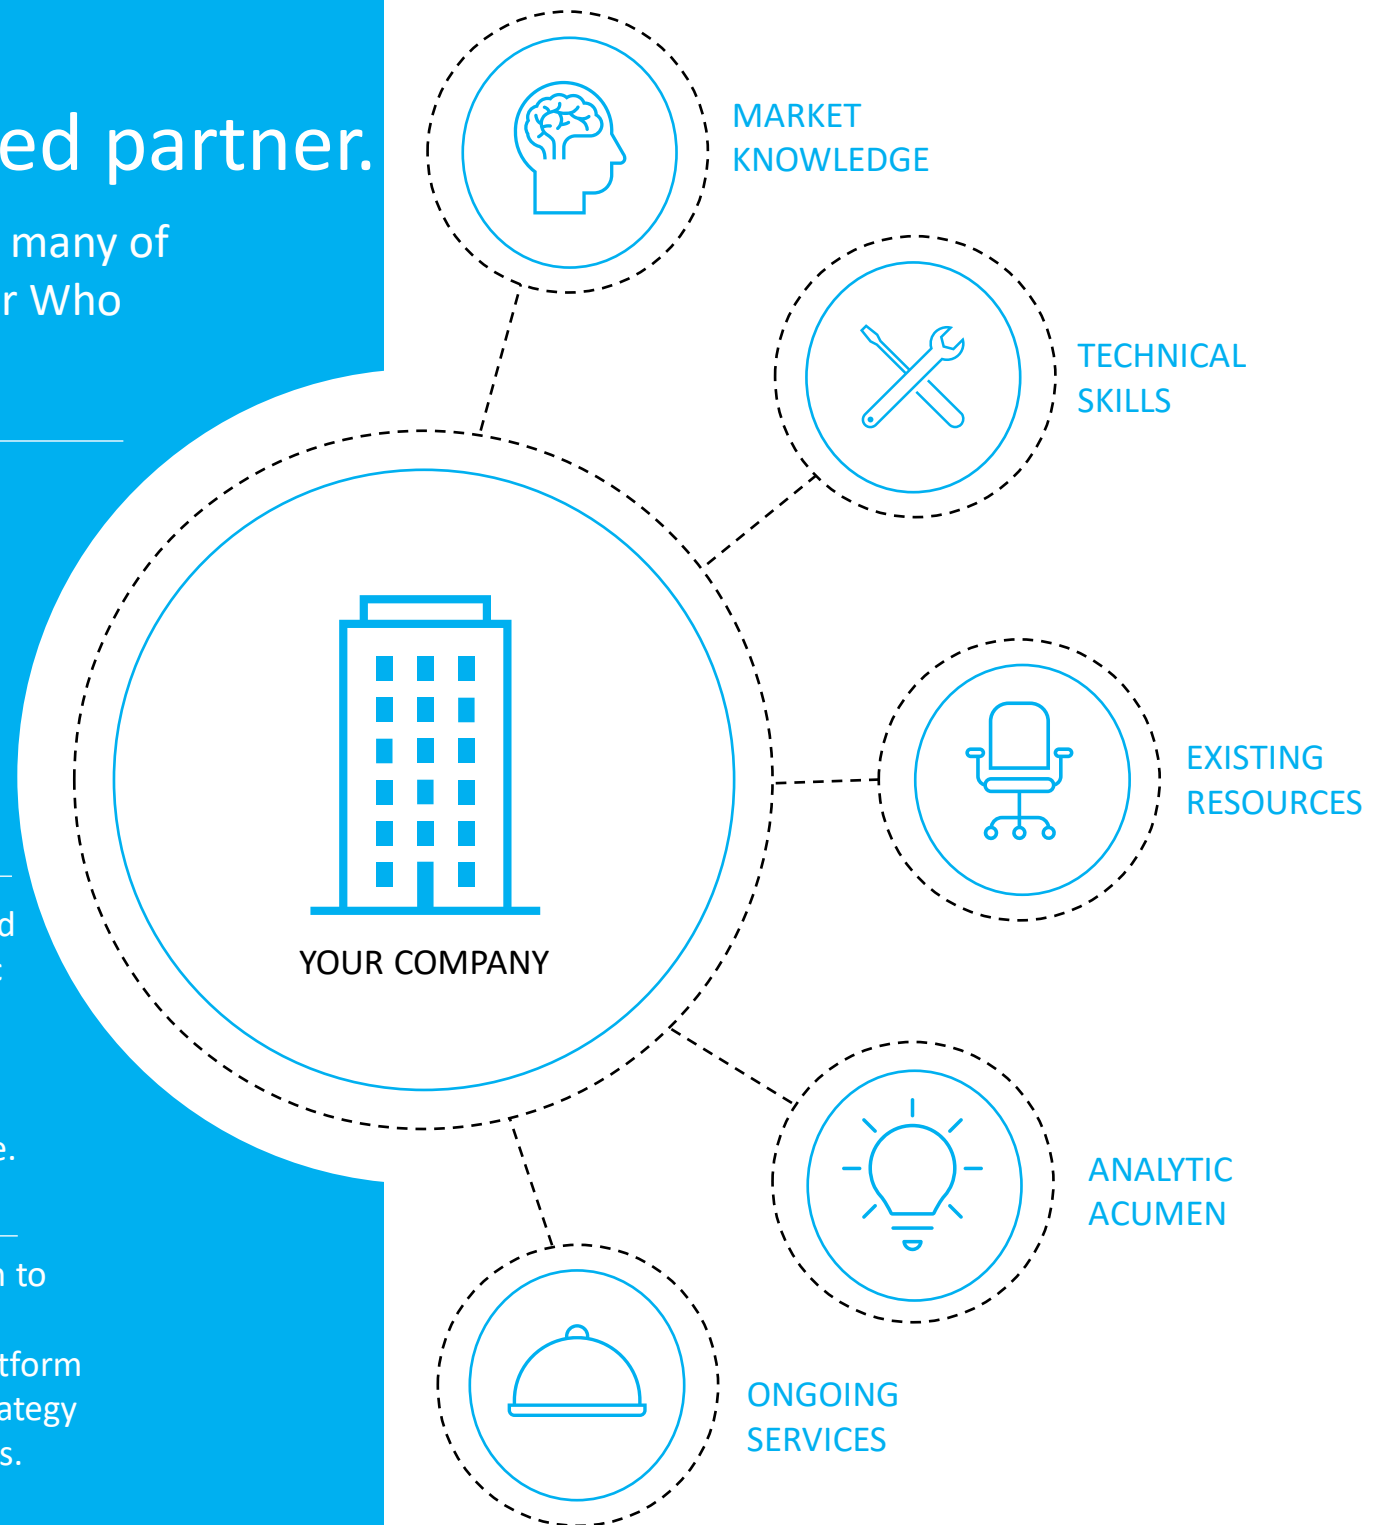 ed partner.
many of
r Who
d
e.
n to
tform
ategy
s.
MARKET
KNOWLEDGE
TECHNICAL
SKILLS
EXISTING
RESOURCES
YOUR COMPANY
ANALYTIC
ACUMEN
ONGOING
SERVICES